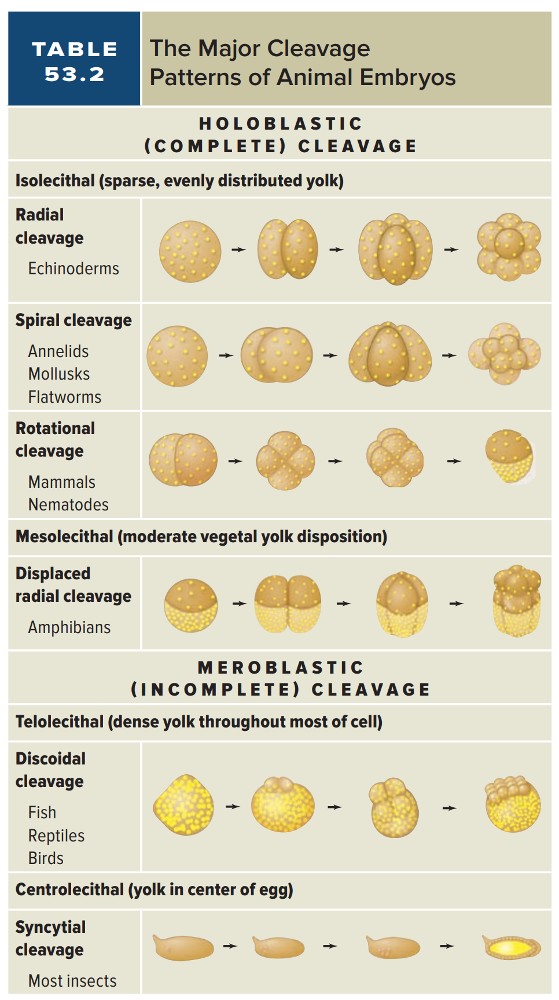 TABLE
53.2
The Major Cleavage
Patterns of Animal Embryos
HOLOBLASTIC
(COMPLETE) CLEAVAGE
Isolecithal (sparse, evenly distributed yolk)
Radial
cleavage
Echinoderms
Spiral cleavage
Annelids
Mollusks
Flatworms
Rotational
cleavage
Mammals
Nematodes
Mesolecithal (moderate vegetal yolk disposition)
Displaced
radial cleavage
Amphibians
MEROBLASTIC
(INCOMPLETE) CLEAVAGE
Telolecithal (dense yolk throughout most of cell)
Discoidal
cleavage
Fish
Reptiles
Birds
Centrolecithal (yolk in center of egg)
Syncytial
cleavage
Most insects